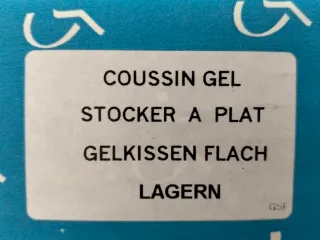 COUSSIN GEL
STOCKER A PLAT
GELKISSEN FLACH
LAGERN
GSF